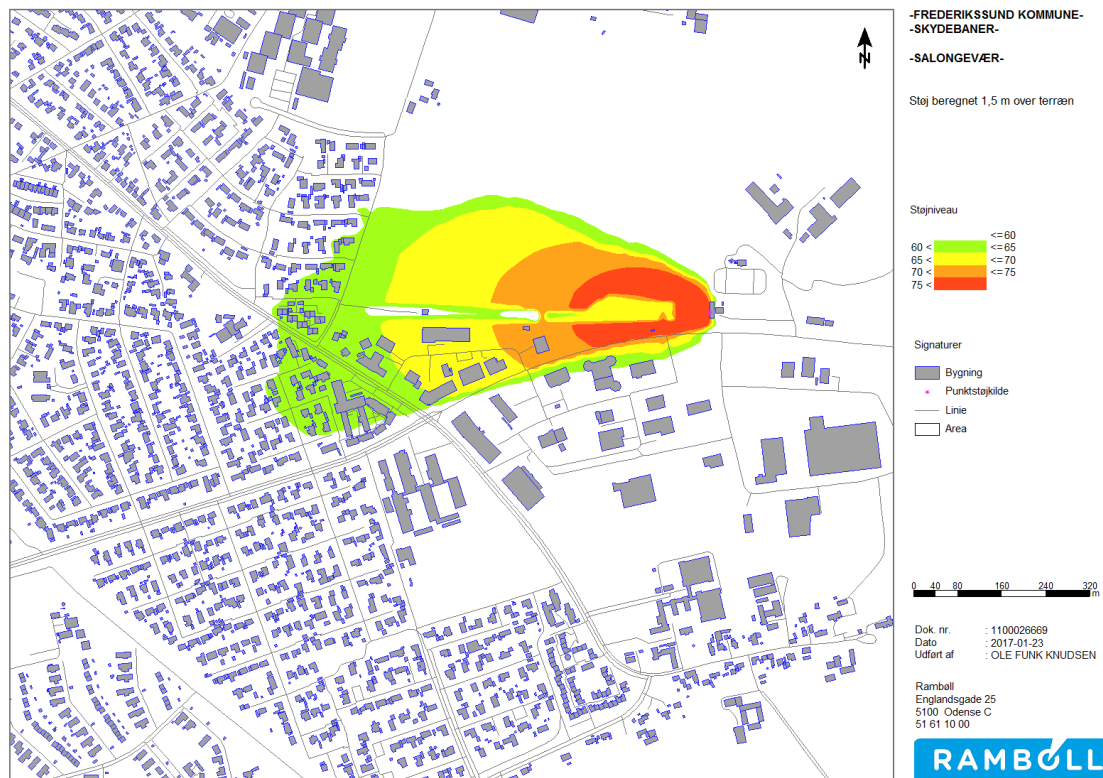 -FREDERIKSSUND KOMMUNE-
-SKYDEBANER-
-SALONGEVÆR-
N
Støj beregnet 1,5 m over terræn
Støjniveau
<=60
60 < <=65
65 < <=70
70 < <=75
75 <
Signaturer
Bygning
Punktstøjkilde
Linie
Area
0 40 80 160 240 320
m
Dok. nr. : 1100026669
Dato : 2017-01-23
Udført af : OLE FUNK KNUDSEN
Rambøll
Englandsgade 25
5100 Odense C
51 61 10 00
RAMBOLL